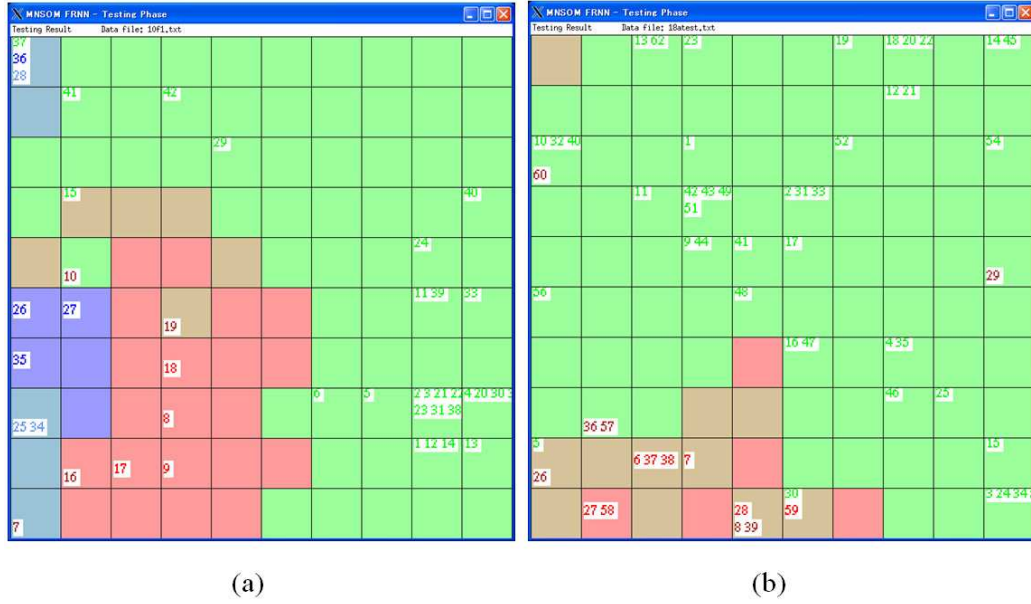 MNSOM FRNN - Testing Phase
Testing Result Data file: 10f1.txt
37
36
28
41 42
29
15 40
24
10
26 27 11 39 33
19
35
18
6 5 2 3 21 22 4 20 30 3
25 34 8 23 31 38
1 12 14 13
16 17 9
7
(a)
MNSOM FRNN - Testing Phase
Testing Result Data file: 18atest.txt
13 62 23 19 18 20 22 14 45
12 21
10 32 40 1 52 54
60
11 42 43 49 2 31 33
51
9 44 41 17
29
56 48
16 47 4 35
46 25
36 57
5 15
6 37 38 7
26
30 3 24 34
27 58 28 59
8 39
(b)